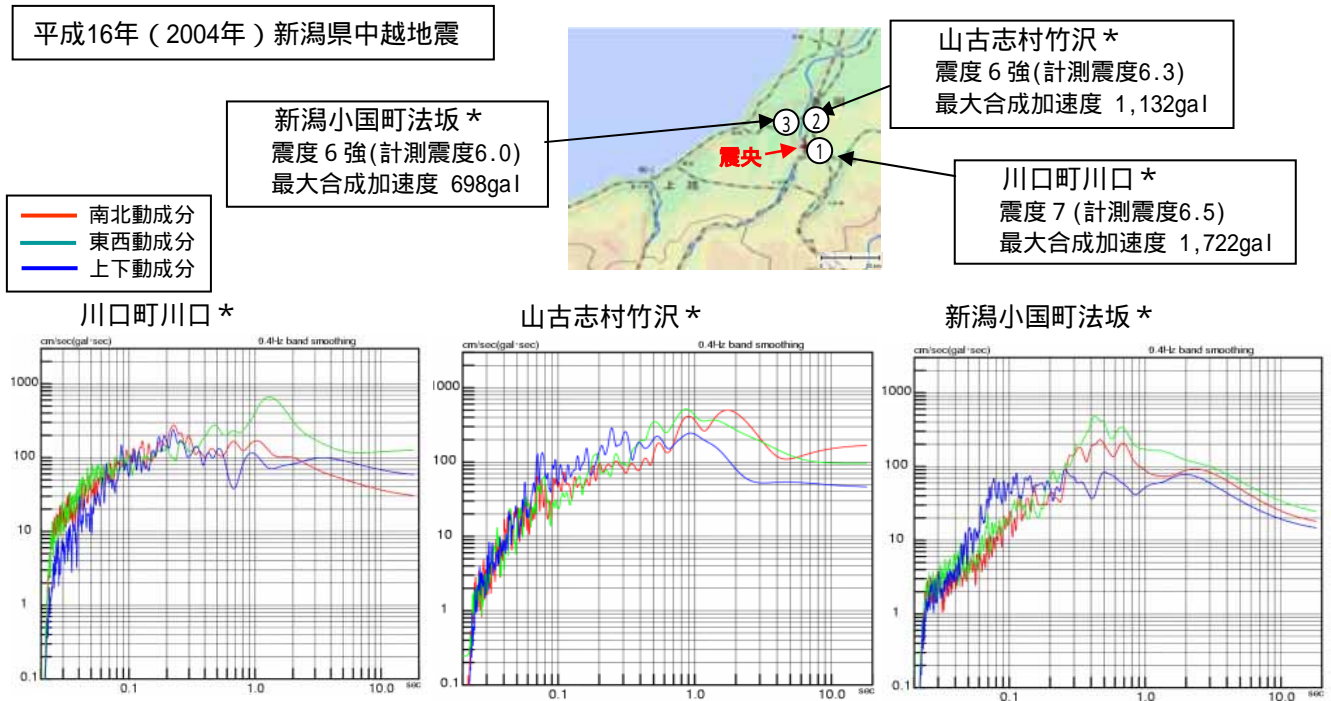 平成16年（2004年）新潟県中越地震
山古志村竹沢＊
震度６強(計測震度6.3)
最大合成加速度 1,132gal
新潟小国町法坂＊
震度６強(計測震度6.0)
最大合成加速度 698gal
③
②
震央
①
上越
川口町川口＊
震度７(計測震度6.5)
最大合成加速度 1,722gal
南北動成分
東西動成分
上下動成分
川口町川口＊
cm/sec(gal·sec)
0.4Hz band smoothing
1000
100
10
1
0.1
0.1
1.0
10.0
sec
山古志村竹沢＊
cm/sec(gal·sec)
0.4Hz band smoothing
1000
100
10
1
0.1
0.1
1.0
10.0
sec
新潟小国町法坂＊
cm/sec(gal·sec)
0.4Hz band smoothing
1000
100
10
1
0.1
0.1
1.0
10.0
sec